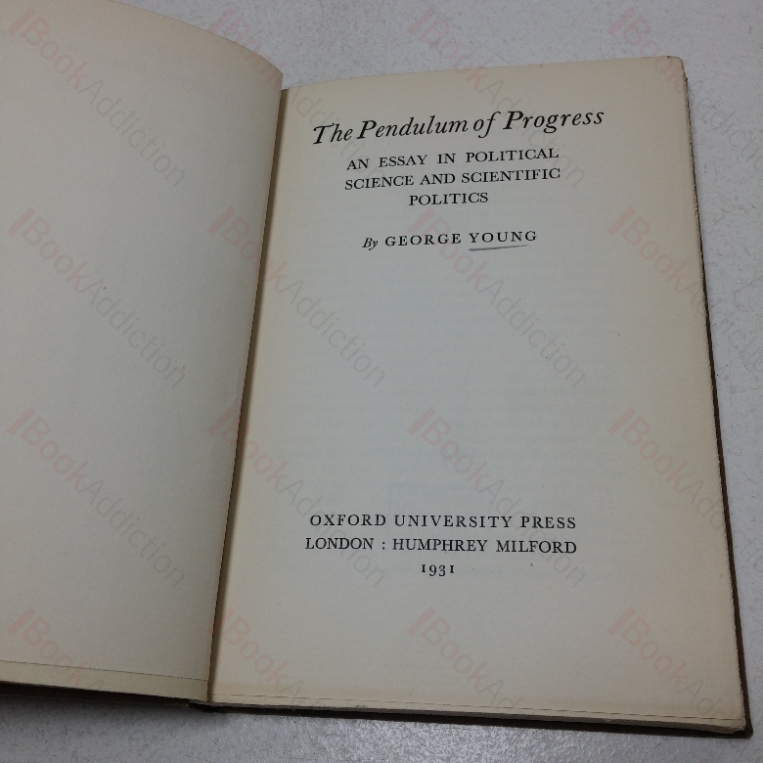 The Pendulum of Progress
AN ESSAY IN POLITICAL
SCIENCE AND SCIENTIFIC
POLITICS
By GEORGE YOUNG
OXFORD UNIVERSITY PRESS
LONDON : HUMPHREY MILFORD
1931
BookAddiction